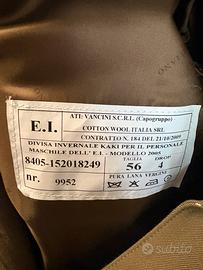 E.I.
ATI: VANCINI S.C.R.L. (Capogruppo)
COTTON WOOL ITALIA SRL
CONTRATTO N. 184 DEL 21/10/2009
DIVISA INVERNALE KAKI PER IL PERSONALE
MASCHILE DELL' E.I. - MODELLO 2005
8405-152018249
TAGLIA
56
DROP
4
nr. 9952
PURA LANA VERGINE
subito